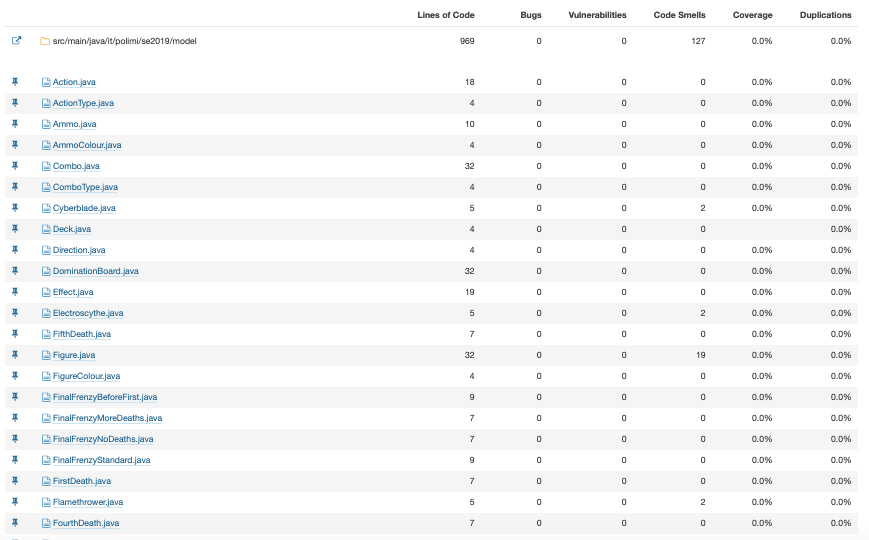 Lines of Code Bugs Vulnerabilities Code Smells Coverage Duplications
src/main/java/it/polimi/se2019/model 969 0 0 127 0.0% 0.0%
Action.java 18 0 0 0 0.0% 0.0%
ActionType.java 4 0 0 0 0.0% 0.0%
Ammo.java 10 0 0 0 0.0% 0.0%
AmmoColour.java 4 0 0 0 0.0% 0.0%
Combo.java 32 0 0 0 0.0% 0.0%
ComboType.java 4 0 0 0 0.0% 0.0%
Cyberblade.java 5 0 0 2 0.0% 0.0%
Deck.java 4 0 0 0 0.0%
Direction.java 4 0 0 0 0.0% 0.0%
DominationBoard.java 32 0 0 0 0.0% 0.0%
Effect.java 19 0 0 0 0.0% 0.0%
Electroscythe.java 5 0 0 2 0.0% 0.0%
FifthDeath.java 7 0 0 0 0.0% 0.0%
Figure.java 32 0 0 19 0.0% 0.0%
FigureColour.java 4 0 0 0 0.0% 0.0%
FinalFrenzyBeforeFirst.java 9 0 0 0 0.0% 0.0%
FinalFrenzyMoreDeaths.java 7 0 0 0 0.0% 0.0%
FinalFrenzyNoDeaths.java 7 0 0 0 0.0% 0.0%
FinalFrenzyStandard.java 9 0 0 0 0.0% 0.0%
FirstDeath.java 7 0 0 0 0.0% 0.0%
Flamethrower.java 5 0 0 2 0.0% 0.0%
FourthDeath.java 7 0 0 0 0.0% 0.0%